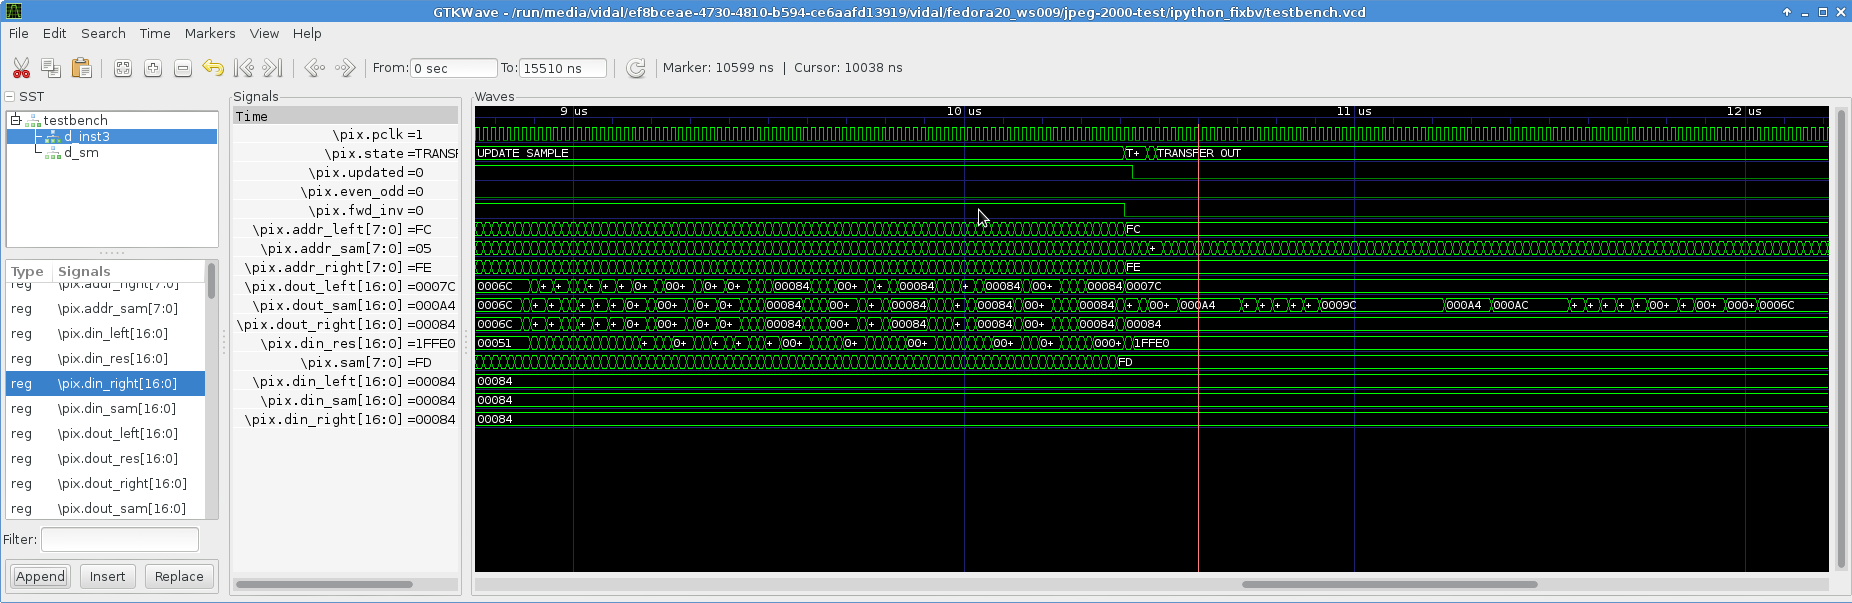 GTKWave - /run/media/vidal/ef8bceae-4730-4810-b594-ce6aafd13919/vidal/fedora20_ws009/jpeg-2000-test/ipython_fixbv/testbench.vcd
File Edit Search Time Markers View Help
From: 0 sec To: 15510 ns Marker: 10599 ns | Cursor: 10038 ns
SST
testbench
d_inst3
d_sm
Type Signals
reg \pix.addr_right[7:0]
reg \pix.addr_sam[7:0]
reg \pix.din_left[16:0]
reg \pix.din_res[16:0]
reg \pix.din_right[16:0]
reg \pix.din_sam[16:0]
reg \pix.dout_left[16:0]
reg \pix.dout_res[16:0]
reg \pix.dout_right[16:0]
reg \pix.dout_sam[16:0]
Filter:
Append Insert Replace
Signals
Time
\pix.pclk =1
\pix.state =TRANSF
\pix.updated =0
\pix.even_odd =0
\pix.fwd_inv =0
\pix.addr_left[7:0] =FC
\pix.addr_sam[7:0] =05
\pix.addr_right[7:0] =FE
\pix.dout_left[16:0] =0007C
\pix.dout_sam[16:0] =000A4
\pix.dout_right[16:0] =00084
\pix.din_res[16:0] =1FFE0
\pix.sam[7:0] =FD
\pix.din_left[16:0] =00084
\pix.din_sam[16:0] =00084
\pix.din_right[16:0] =00084
Waves
9 us 10 us 11 us 12 us
UPDATE SAMPLE T+ TRANSFER OUT
FC
+
FE
0006C + + + + + 0+ 00+ 0+ 0+ 00084 00+ + 00084 + 00084 00+ 00084 0007C
0006C + + + + + 0+ 00+ 0+ 0+ 00084 00+ + 00084 + 00084 00+ 00084 + 00+ 000A4 + + + + + 0009C 000A4 000AC + + + + + 00+ + 00+ 000+ 0006C
0006C + + + + + 0+ 00+ 0+ 0+ 00084 00+ + 00084 + 00084 00+ 00084 00084
00051 + 0+ + + + 00+ 0+ 00+ 00+ 0+ 000+ 1FFE0
FD
00084
00084
00084